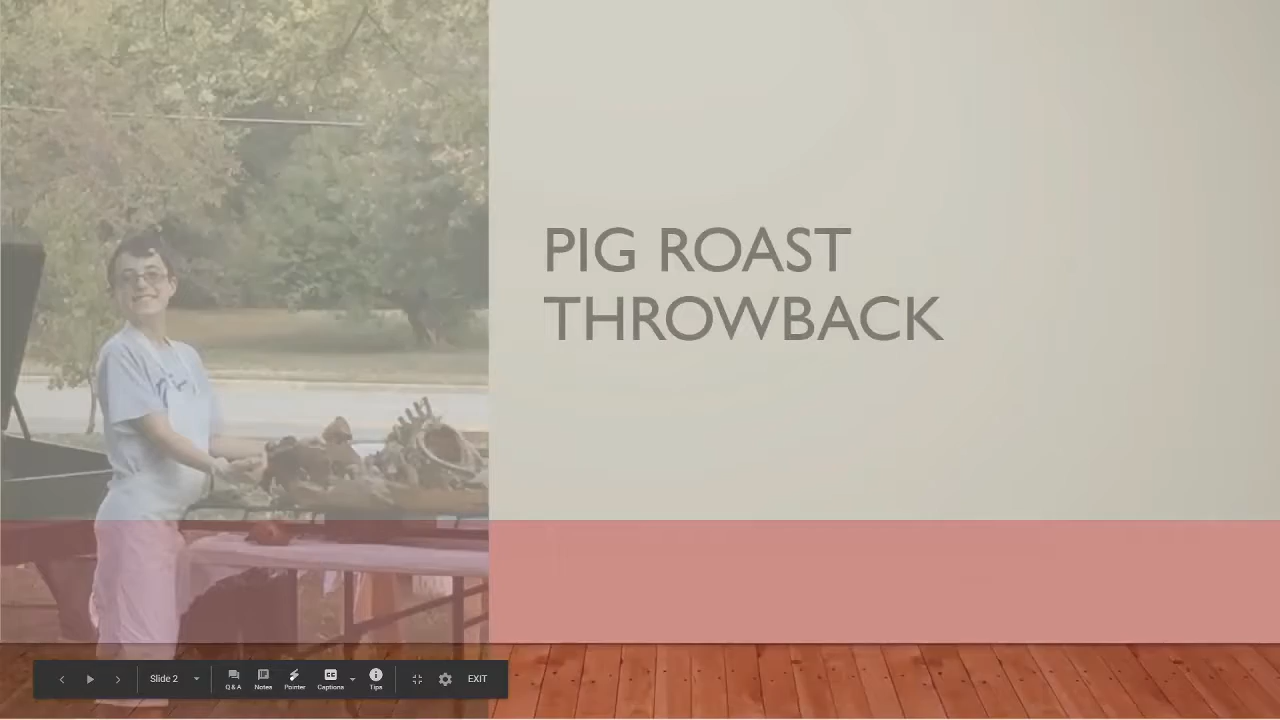 PIG ROAST
THROWBACK
Slide 2
Q&A
Notes
Pointer
Captions
Tips
EXIT